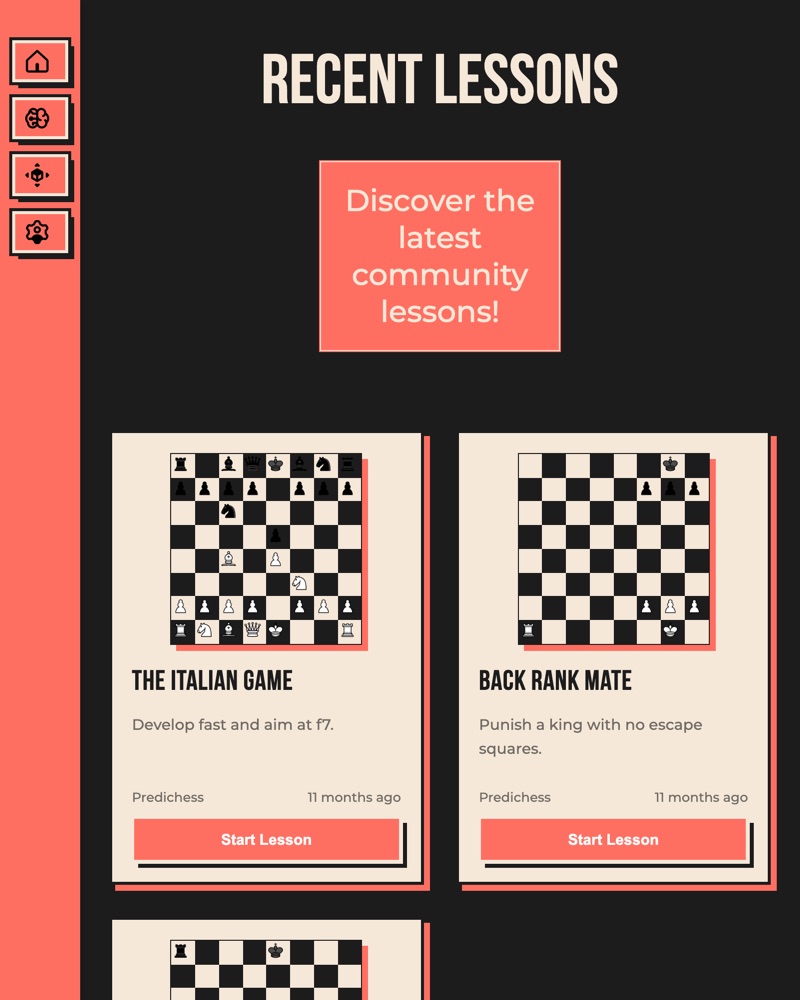 RECENT LESSONS
Discover the
latest
community
lessons!
THE ITALIAN GAME
Develop fast and aim at f7.
Predichess
11 months ago
Start Lesson
BACK RANK MATE
Punish a king with no escape
squares.
Predichess
11 months ago
Start Lesson